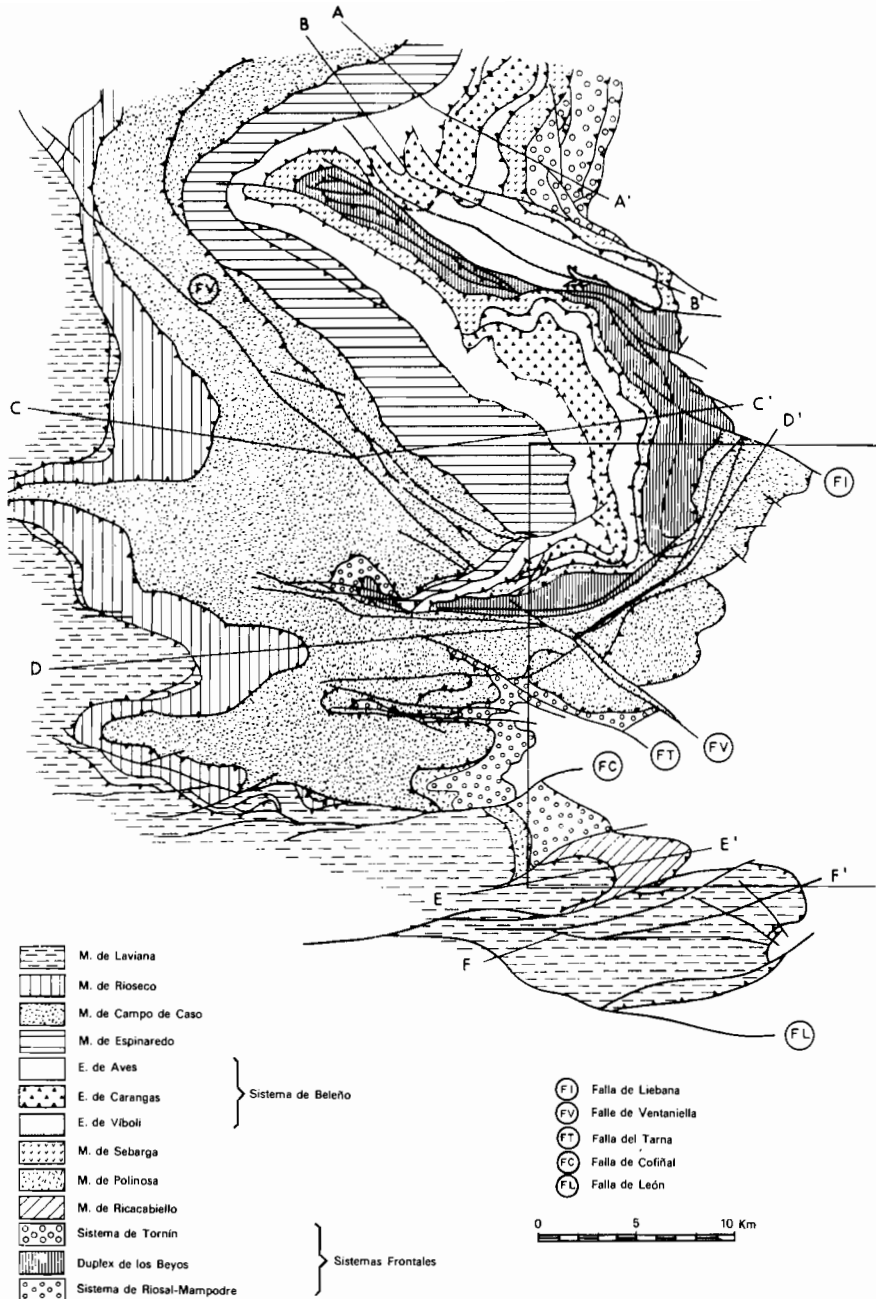 B
A
A'
B'
FV
C
C'
D'
FI
D
FC
FT
FV
E'
E
F'
F
M. de Laviana
M. de Rioseco
M. de Campo de Caso
M. de Espinaredo
E. de Aves
E. de Carangas
E. de Víboli
Sistema de Beleño
M. de Sebarga
M. de Polinosa
M. de Ricacabiello
Sistema de Tornín
Duplex de los Beyos
Sistema de Riosal-Mampodre
Sistemas Frontales
FL
FI Falla de Liebana
FV Falle de Ventaniella
FT Falla del Tarna
FC Falla de Cofiñal
FL Falla de León
0 5 10 Km